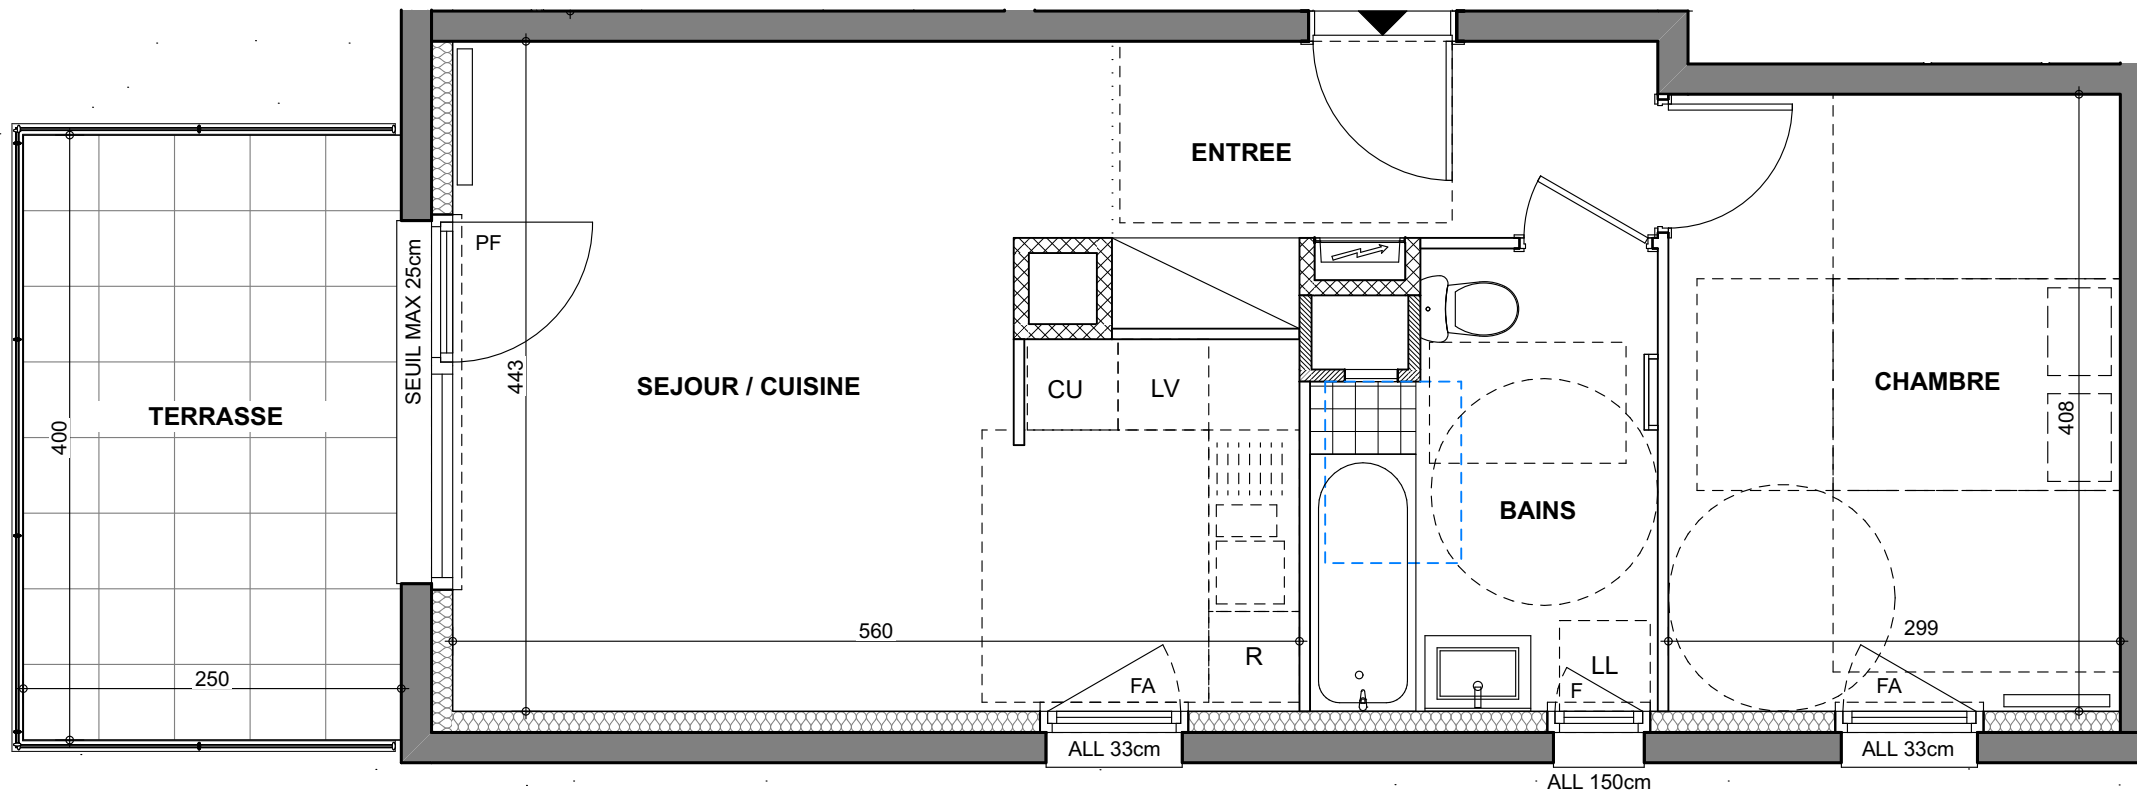 ENTREE
PF
SEUIL MAX 25cm
443
SEJOUR / CUISINE
CU
LV
TERRASSE
400
CHAMBRE
408
BAINS
560
299
250
R
FA
LL
F
FA
ALL 33cm
ALL 150cm
ALL 33cm